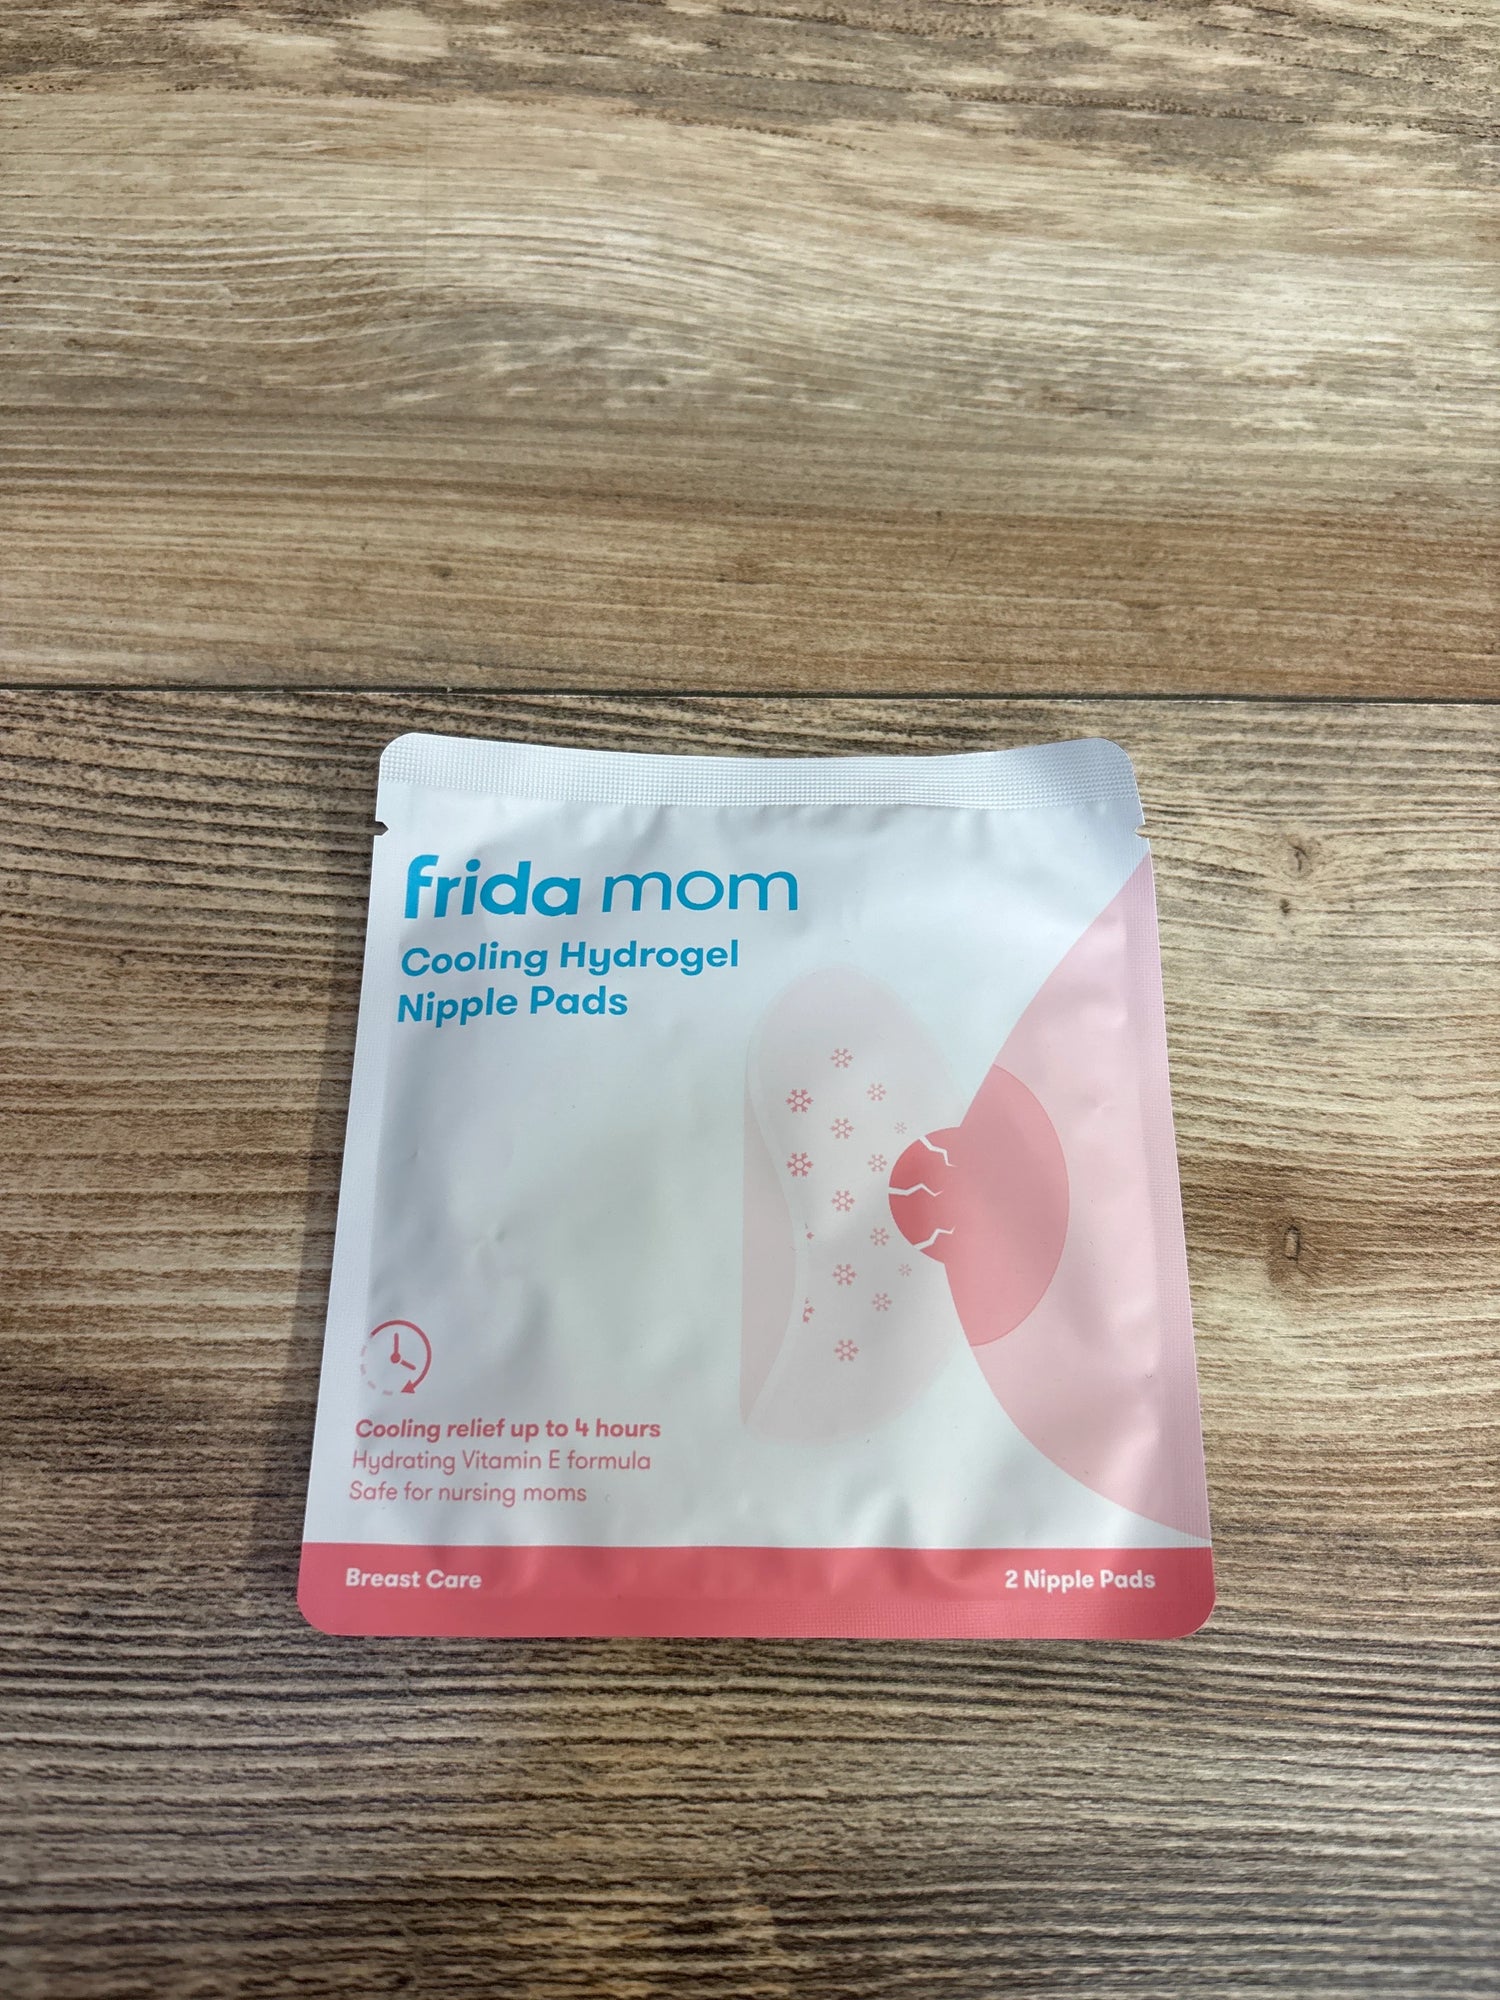 frida mom
Cooling Hydrogel
Nipple Pads
Cooling relief up to 4 hours
Hydrating Vitamin E formula
Safe for nursing moms
Breast Care
2 Nipple Pads